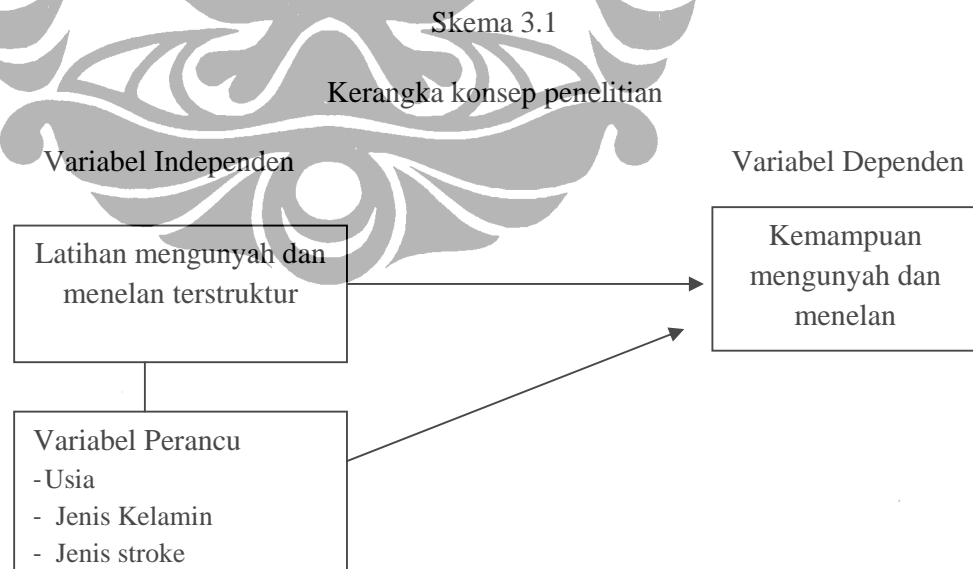 Skema 3.1
Kerangka konsep penelitian
Variabel Independen
Variabel Dependen
Latihan mengunyah dan
menelan terstruktur
Kemampuan
mengunyah dan
menelan
Variabel Perancu
-Usia
- Jenis Kelamin
- Jenis stroke